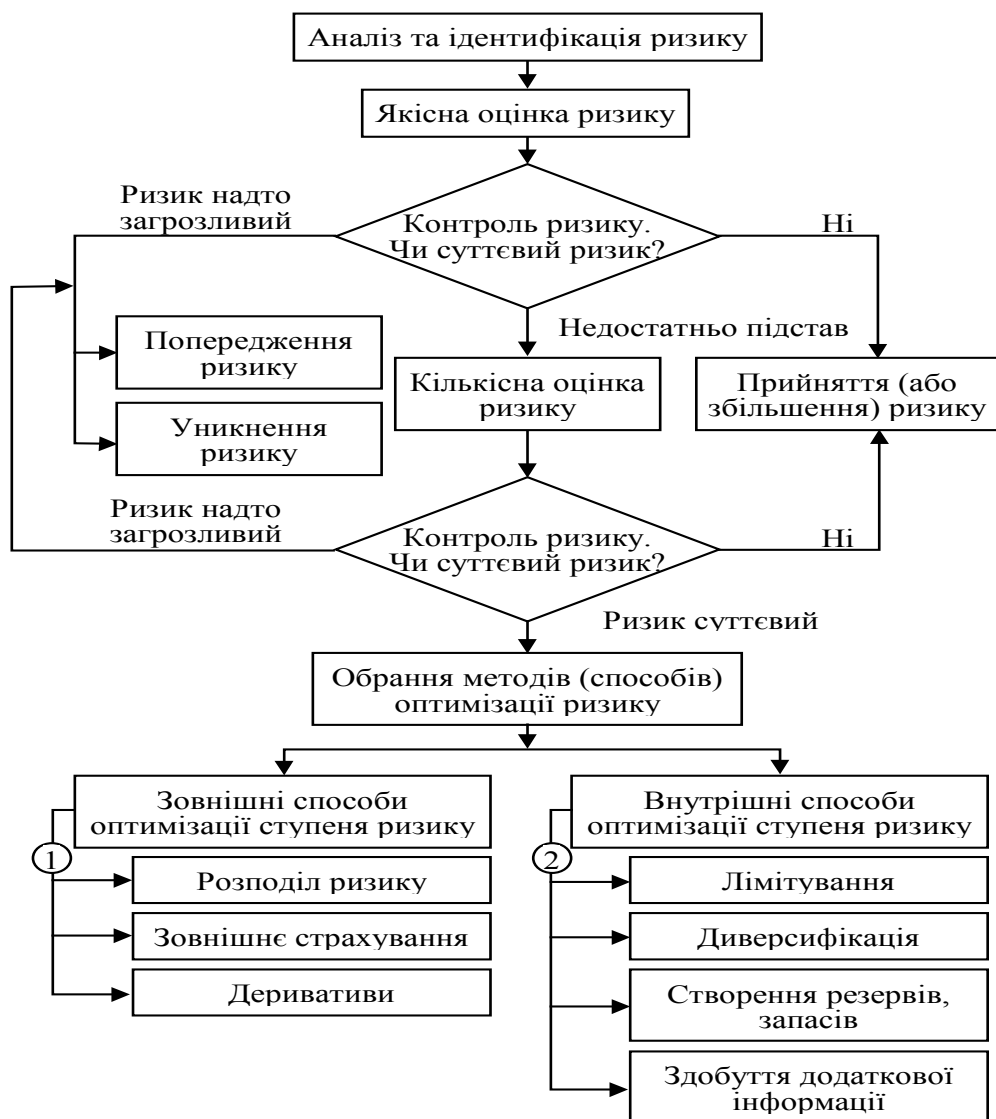 Аналіз та ідентифікація ризику
Якісна оцінка ризику
Ризик надто
загрозливий
Контроль ризику.
Чи суттєвий ризик?
Ні
Недостатньо підстав
Попередження
ризику
Кількісна оцінка
ризику
Прийняття (або
збільшення) ризику
Уникнення
ризику
Ризик надто
загрозливий
Контроль ризику.
Чи суттєвий ризик?
Ні
Ризик суттєвий
Обрання методів (способів)
оптимізації ризику
Зовнішні способи
оптимізації ступеня ризику
1
Розподіл ризику
Зовнішнє страхування
Деривативи
Внутрішні способи
оптимізації ступеня ризику
2
Лімітування
Диверсифікація
Створення резервів,
запасів
Здобуття додаткової
інформації